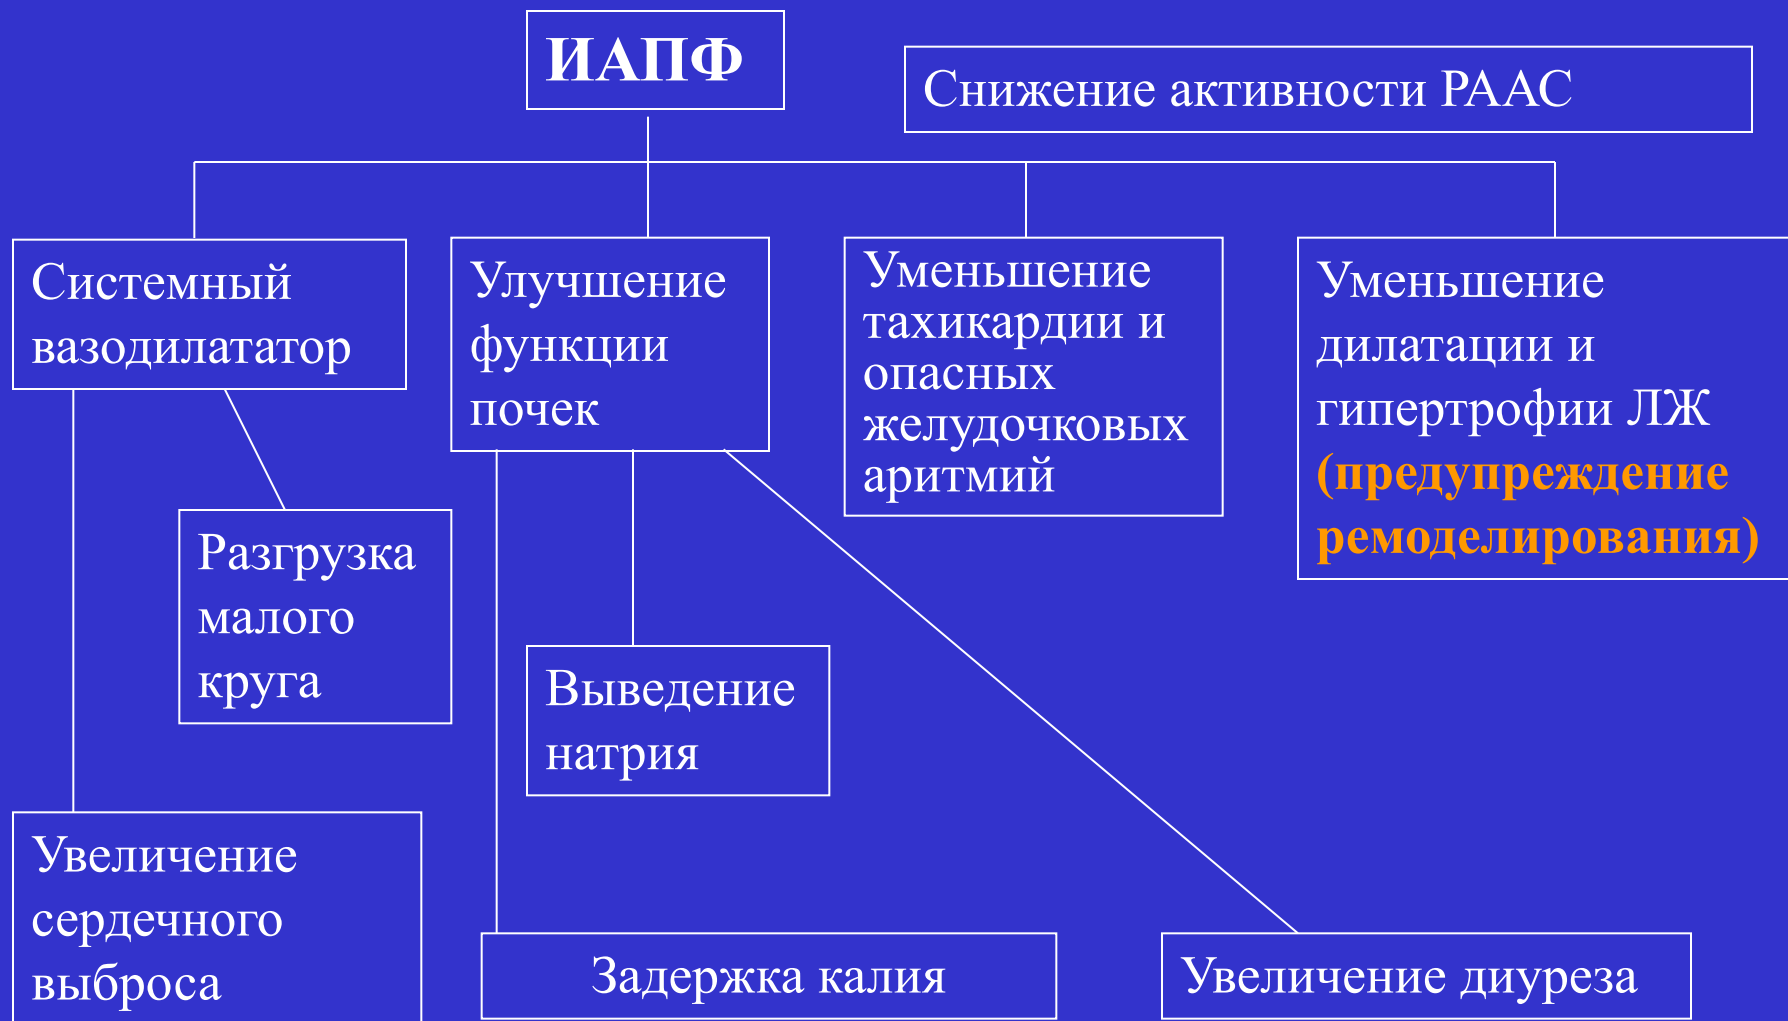 ИАПФ
Снижение активности РААС
Системный
вазодилататор
Улучшение
функции
почек
Уменьшение
тахикардии и
опасных
желудочковых
аритмий
Уменьшение
дилатации и
гипертрофии ЛЖ
(предупреждение
ремоделирования)
Разгрузка
малого
круга
Выведение
натрия
Увеличение
сердечного
выброса
Задержка калия
Увеличение диуреза